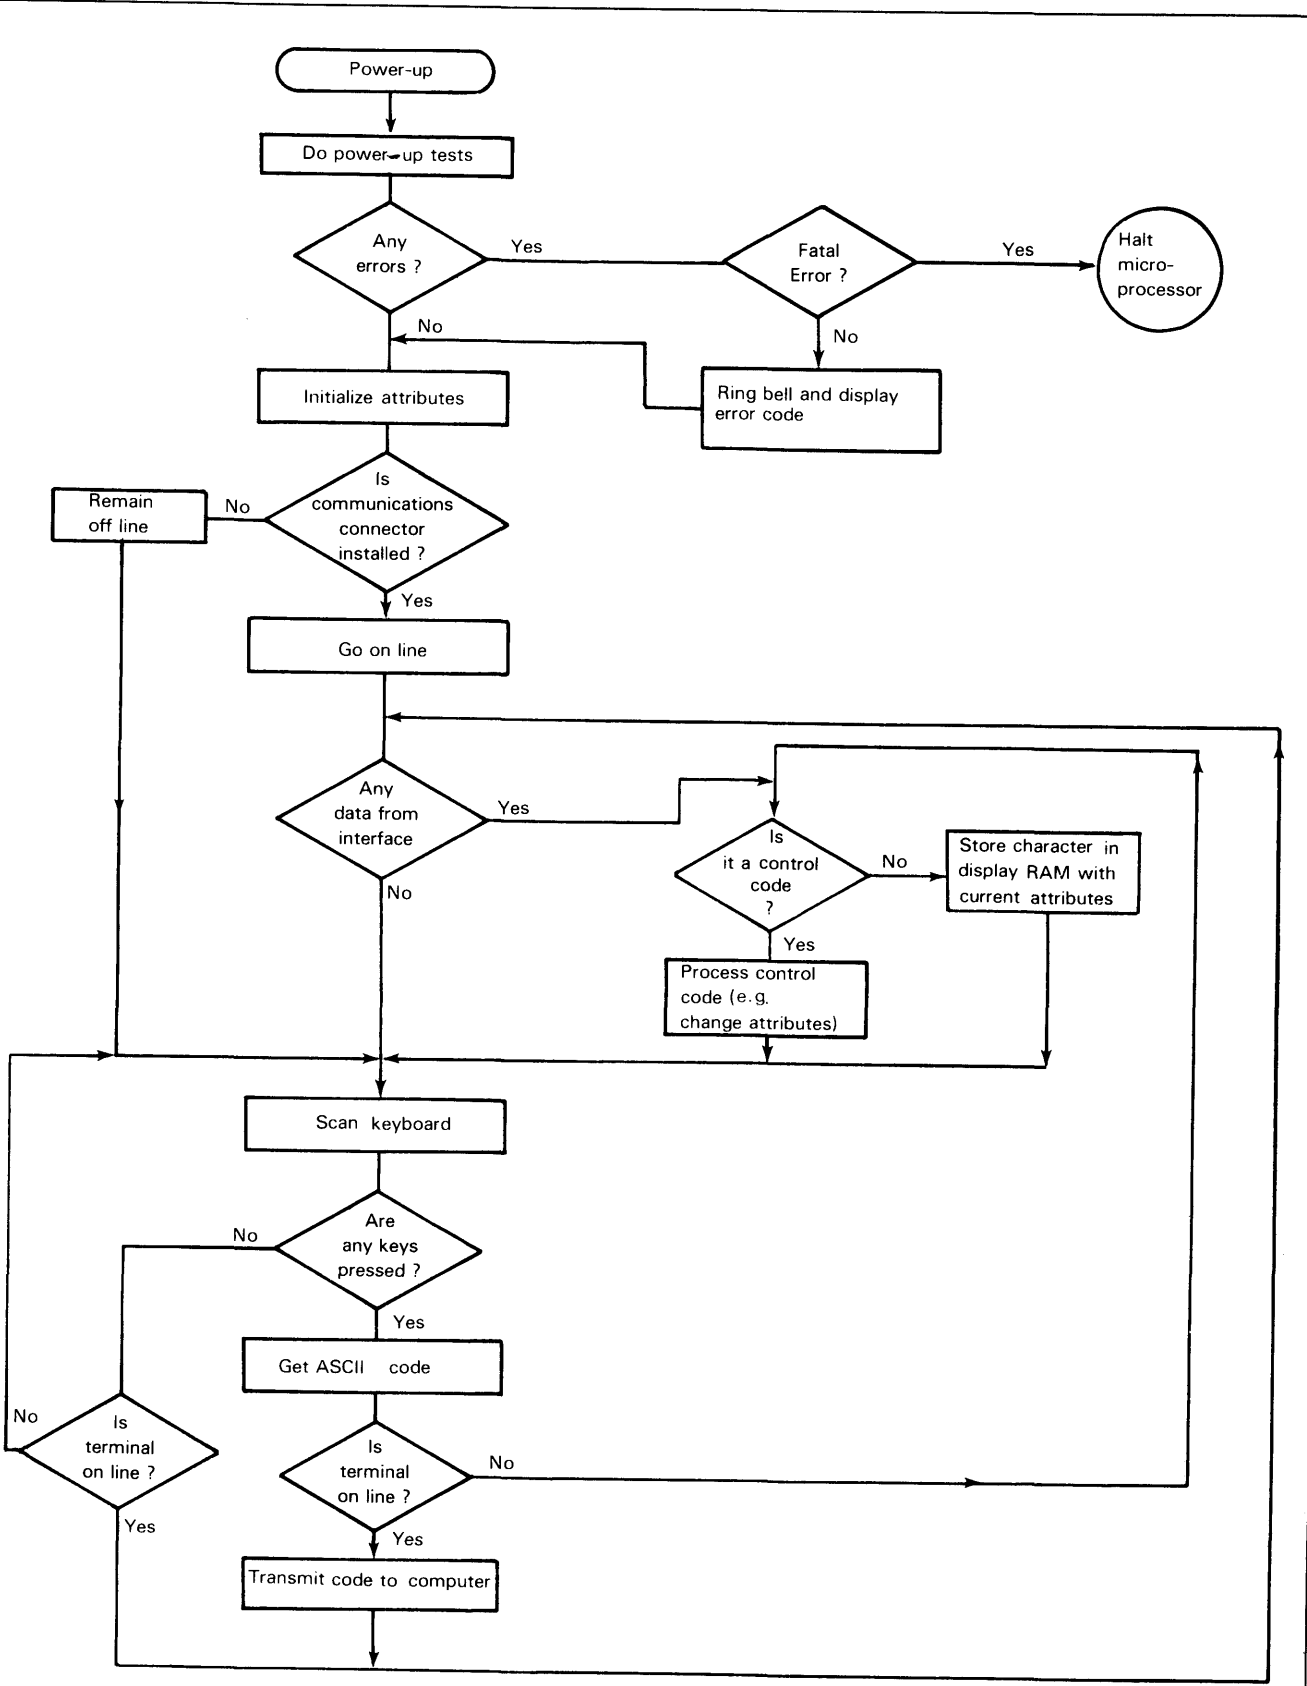 Power-up
Do power-up tests
Any
errors ?
Yes
Fatal
Error ?
Yes
Halt
micro-
processor
No
No
Initialize attributes
Ring bell and display
error code
Is
communications
connector
installed ?
No
Remain
off line
Yes
Go on line
Any
data from
interface
Yes
No
Is
it a control
code
?
No
Store character in
display RAM with
current attributes
Yes
Process control
code (e.g.
change attributes)
Scan keyboard
Are
any keys
pressed ?
No
Yes
Get ASCII code
No
Is
terminal
on line ?
Yes
Is
terminal
on line ?
No
Yes
Transmit code to computer